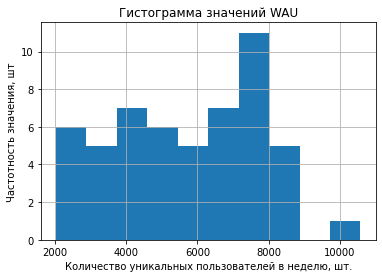 Гистограмма значений WAU
Частотность значения, шт
10
8
6
4
2
0
2000 4000 6000 8000 10000
Количество уникальных пользователей в неделю, шт.